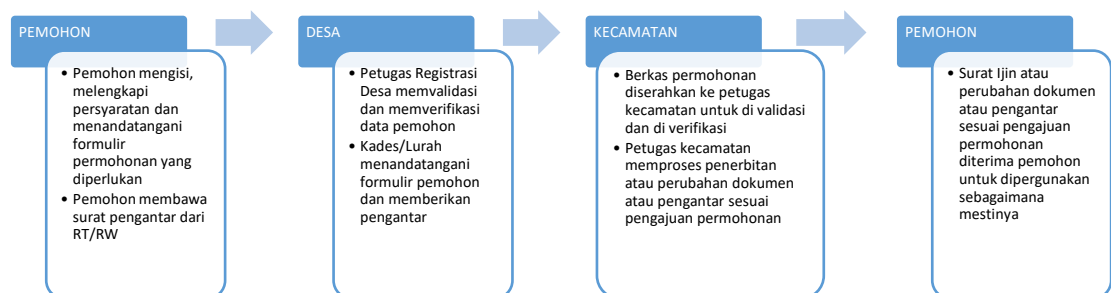 PEMOHON
• Pemohon mengisi,
melengkapi
persyaratan dan
menandatangani
formulir
permohonan yang
diperlukan
• Pemohon membawa
surat pengantar dari
RT/RW
DESA
• Petugas Registrasi
Desa memvalidasi
dan memverifikasi
data pemohon
• Kades/Lurah
menandatangani
formulir pemohon
dan memberikan
pengantar
KECAMATAN
• Berkas permohonan
diserahkan ke petugas
kecamatan untuk di validasi
dan di verifikasi
• Petugas kecamatan
memproses penerbitan
atau perubahan dokumen
atau pengantar sesuai
pengajuan permohonan
PEMOHON
• Surat Ijin atau
perubahan dokumen
atau pengantar
sesuai pengajuan
permohonan
diterima pemohon
untuk dipergunakan
sebagaimana
mestinya